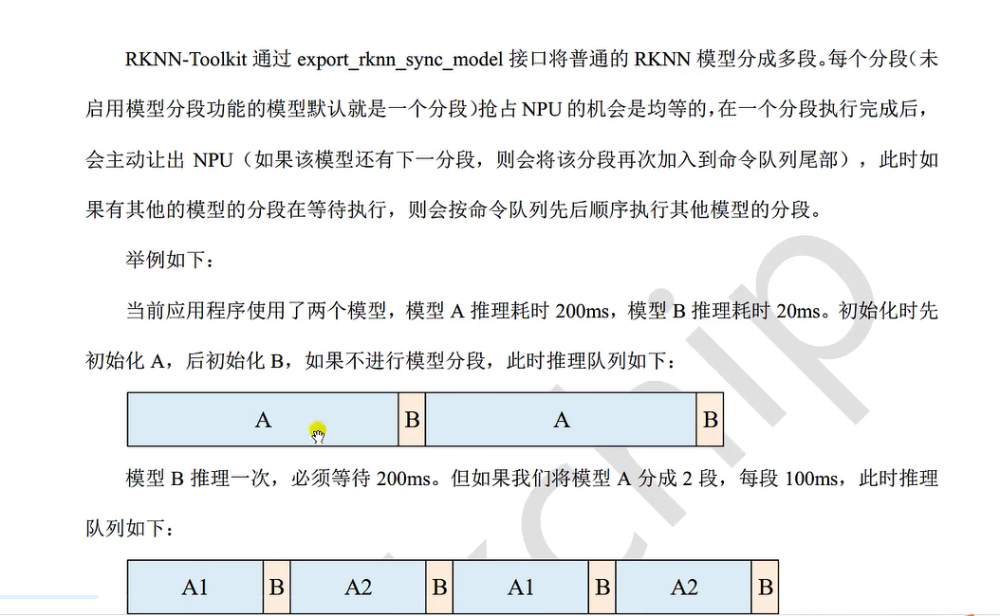 RKNN-Toolkit 通过 export_rknn_sync_model 接口将普通的 RKNN 模型分成多段。每个分段（未
启用模型分段功能的模型默认就是一个分段）抢占 NPU 的机会是均等的，在一个分段执行完成后，
会主动让出 NPU（如果该模型还有下一分段，则会将该分段再次加入到命令队列尾部），此时如
果有其他的模型的分段在等待执行，则会按命令队列先后顺序执行其他模型的分段。
举例如下：
当前应用程序使用了两个模型，模型 A 推理耗时 200ms，模型 B 推理耗时 20ms。初始化时先
初始化 A，后初始化 B，如果不进行模型分段，此时推理队列如下：
A B A B
模型 B 推理一次，必须等待 200ms。但如果我们将模型 A 分成 2 段，每段 100ms，此时推理
队列如下：
A1 B A2 B A1 B A2 B